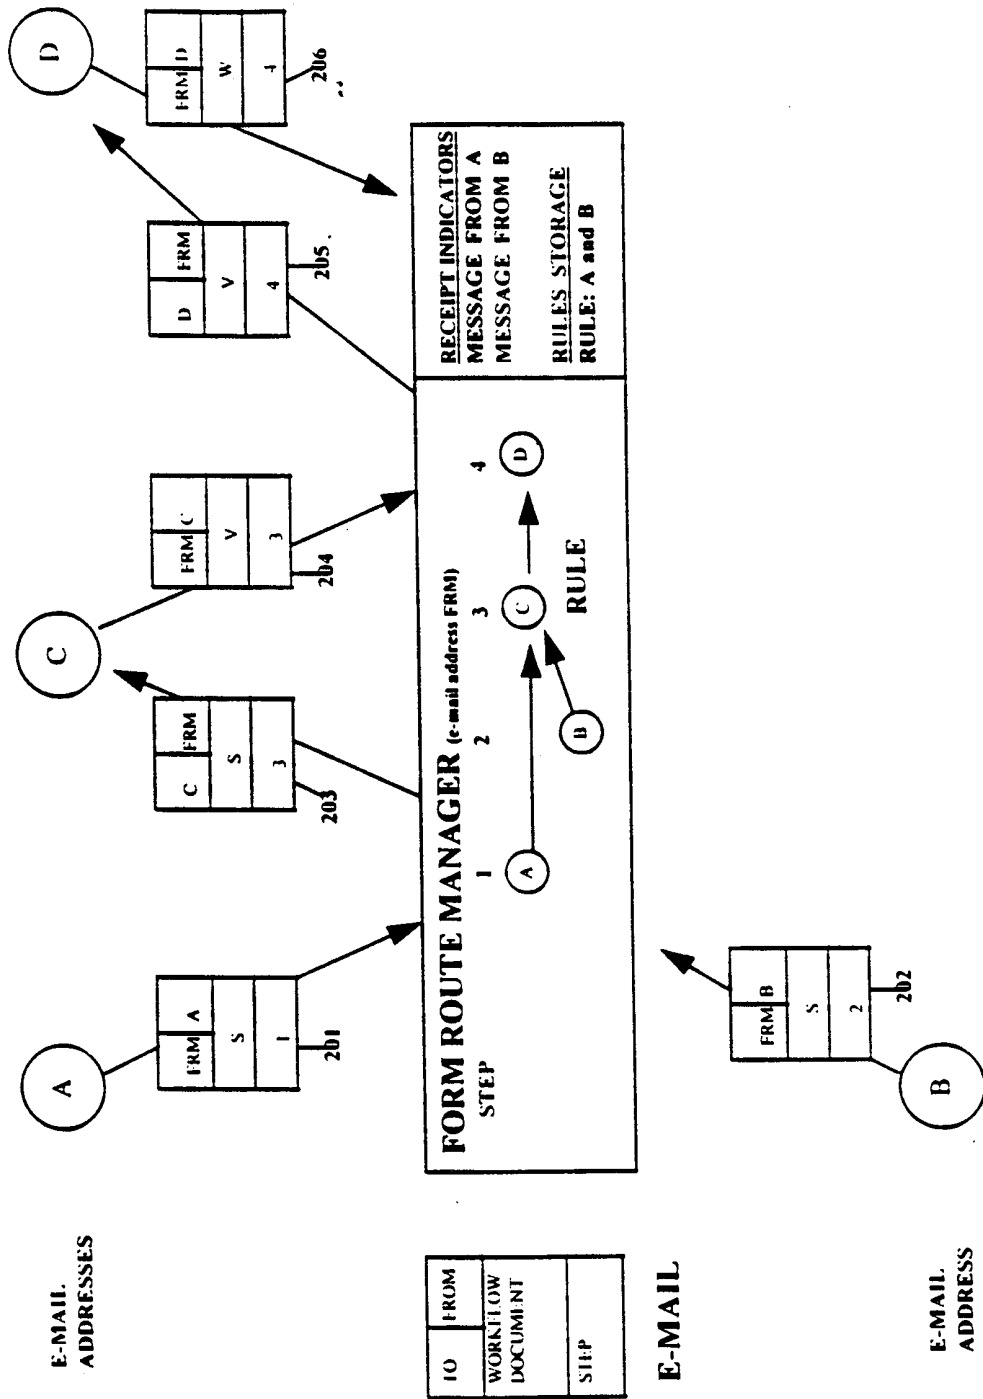 E-MAIL
ADDRESSES
A
FRM A
S
1
201
C FRM
S
3
203
C
FRM C
V
3
204
D FRM
V
4
205
D
FRM D
W
4
206
FORM ROUTE MANAGER (e-mail address FRM)
STEP 1 2 3 4
A
B
C
D
RULE
RECEIPT INDICATORS
MESSAGE FROM A
MESSAGE FROM B
RULES STORAGE
RULE: A and B
TO FROM
WORKFLOW
DOCUMENT
STEP
E-MAIL
FRM B
S
2
202
B
E-MAIL
ADDRESS